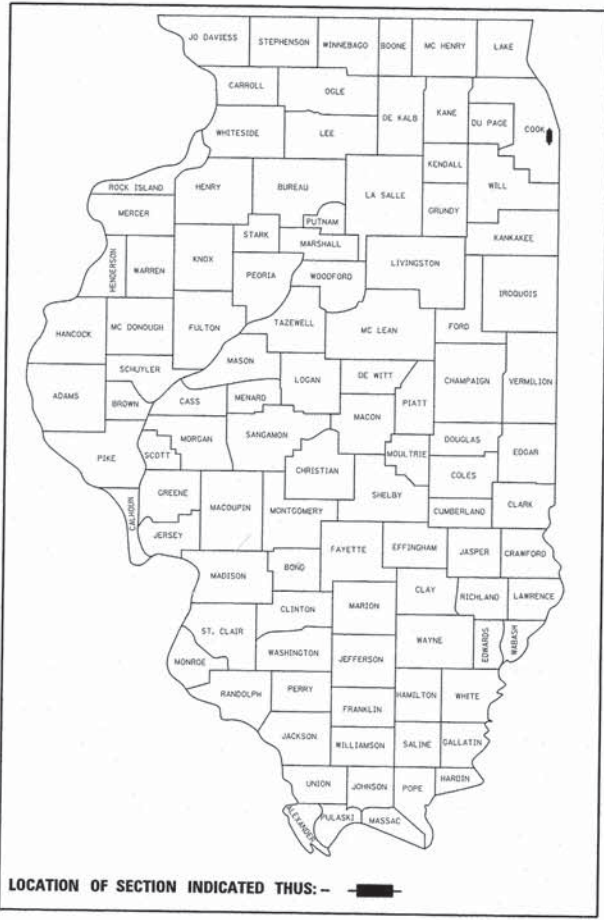 JO DAVIESS STEPHENSON WINNEBAGO BOONE MC HENRY LAKE
CARROLL OGLE DE KALB KANE DU PAGE COOK
WHITESIDE LEE
KENDALL WILL
ROCK ISLAND HENRY BUREAU LA SALLE GRUNDY
MERCER PUTNAM
STARK MARSHALL KANKAKEE
HENDERSON WARREN KNOX PEORIA WOODFORD LIVINGSTON
IROQUOIS
HANCOCK MC DONOUGH FULTON TAZEWELL MC LEAN FORD
SCHUYLER MASON
ADAMS BROWN CASS MENARD LOGAN DE WITT PIATT CHAMPAIGN VERMILION
MORGAN SANGAMON MACON
PIKE SCOTT CHRISTIAN MOULTRIE DOUGLAS EDGAR
COLES
CALHOUN GREENE MACOUPIN MONTGOMERY SHELBY CUMBERLAND CLARK
JERSEY
FAYETTE EFFINGHAM JASPER CRAWFORD
MADISON BOND
CLAY RICHLAND LAWRENCE
CLINTON MARION
ST. CLAIR WAYNE EDWARDS WABASH
MONROE WASHINGTON JEFFERSON
RANDOLPH PERRY HAMILTON WHITE
FRANKLIN
JACKSON WILLIAMSON SALINE GALLATIN
UNION JOHNSON POPE HARDIN
ALEXANDER PULASKI MASSAC
LOCATION OF SECTION INDICATED THUS: –